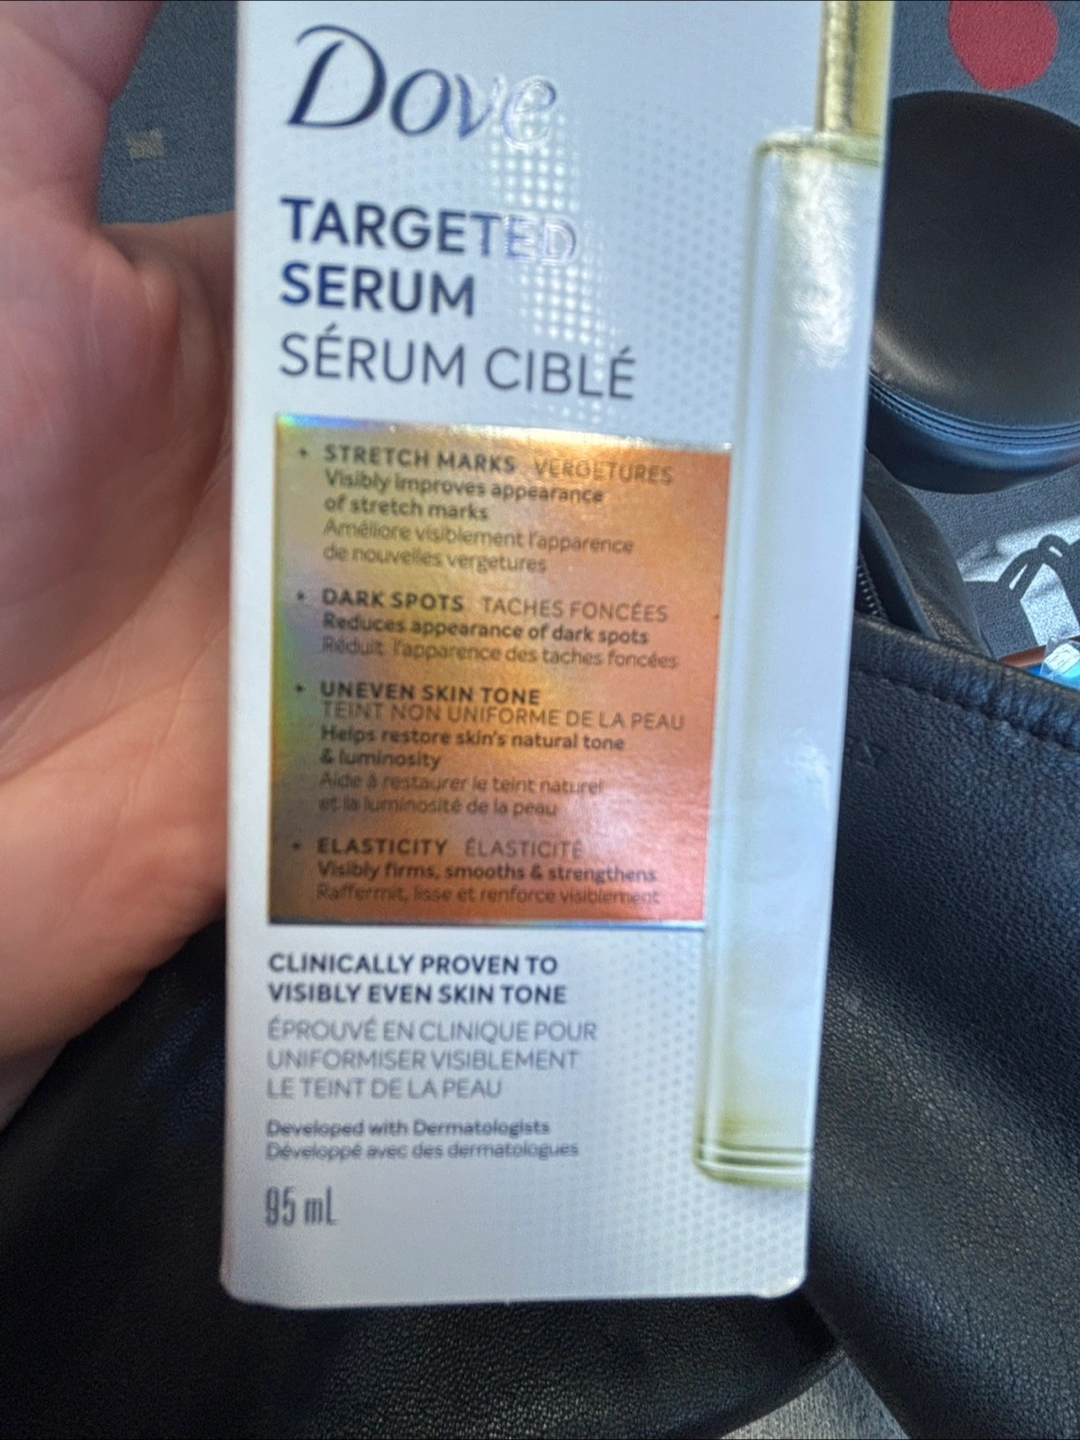 Dove
TARGETED
SERUM
SÉRUM CIBLÉ
• STRETCH MARKS VERGETURES
Visibly improves appearance
of stretch marks
Améliore visiblement l'apparence
de nouvelles vergetures
• DARK SPOTS TACHES FONCÉES
Reduces appearance of dark spots
Réduit l'apparence des taches foncées
• UNEVEN SKIN TONE
TEINT NON UNIFORME DE LA PEAU
Helps restore skin's natural tone
& luminosity
Aide à restaurer le teint naturel
et la luminosité de la peau
• ELASTICITY ÉLASTICITÉ
Visibly firms, smooths & strengthens
Raffermit, lisse et renforce visiblement
CLINICALLY PROVEN TO
VISIBLY EVEN SKIN TONE
ÉPROUVÉ EN CLINIQUE POUR
UNIFORMISER VISIBLEMENT
LE TEINT DE LA PEAU
Developed with Dermatologists
Développé avec des dermatologues
95 mL